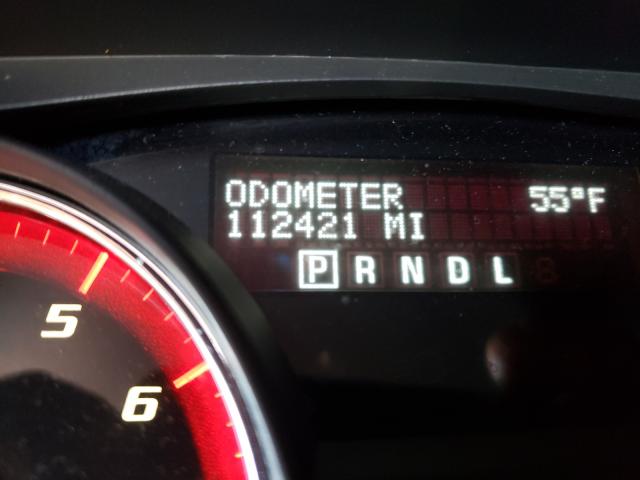 ODOMETER 55°F
112421 MI
P R N D L
5
6